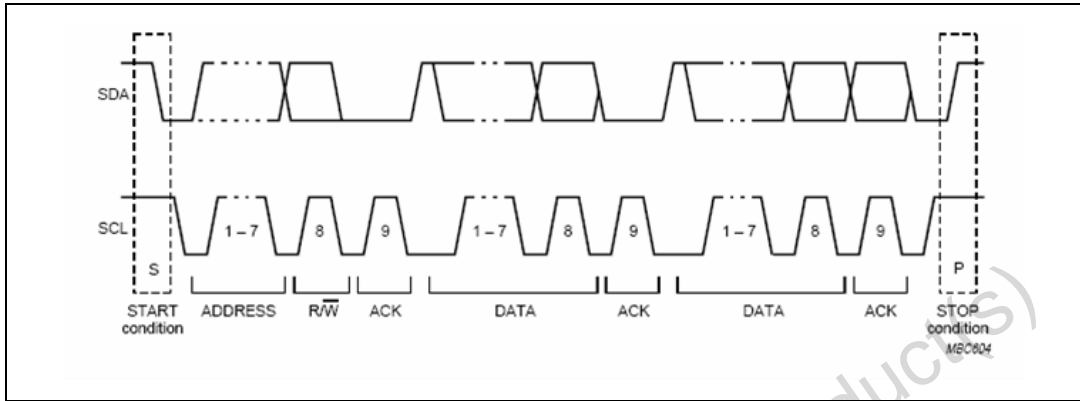 SDA
SCL
1 – 7 8 9 1 – 7 8 9 1 – 7 8 9
S P
START condition ADDRESS R/W̅ ACK DATA ACK DATA ACK STOP condition
MBC604
duct(s)